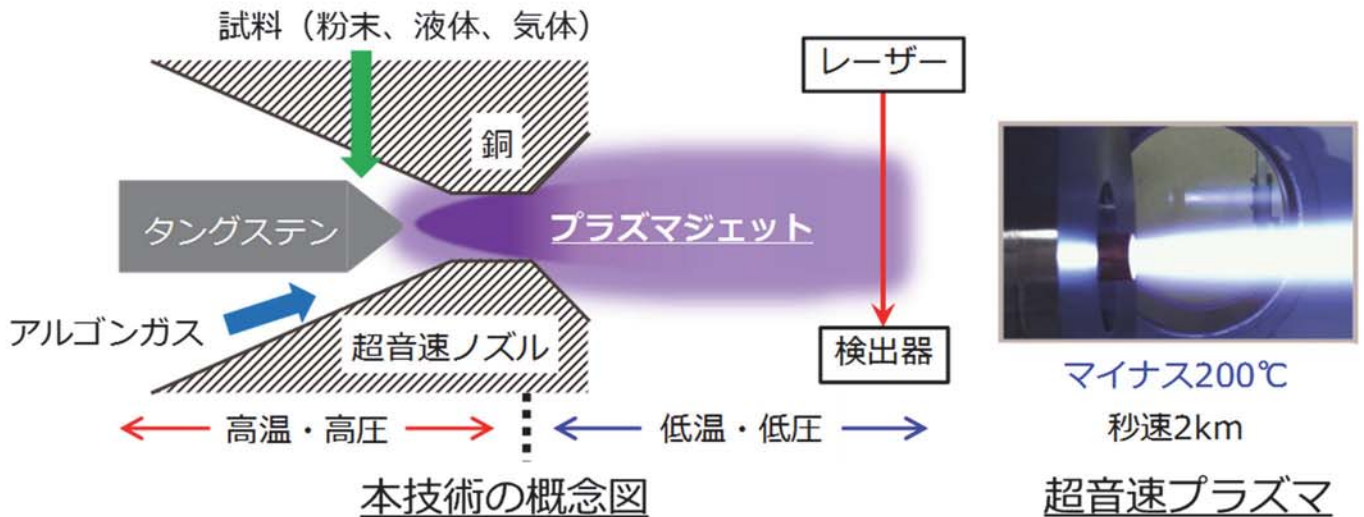 試料（粉末、液体、気体）
レーザー
銅
タングステン
プラズマジェット
アルゴンガス
超音速ノズル
検出器
マイナス200℃
高温・高圧
低温・低圧
秒速2km
本技術の概念図
超音速プラズマ